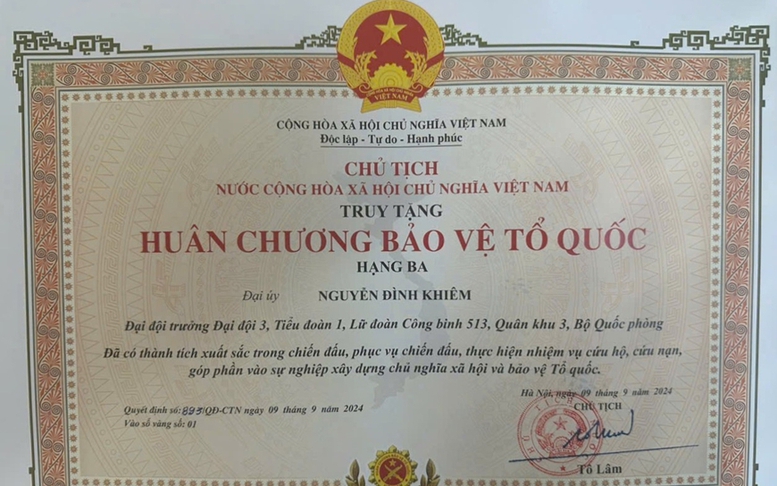 CỘNG HÒA XÃ HỘI CHỦ NGHĨA VIỆT NAM
Độc lập - Tự do - Hạnh phúc
CHỦ TỊCH
NƯỚC CỘNG HÒA XÃ HỘI CHỦ NGHĨA VIỆT NAM
TRUY TẶNG
HUÂN CHƯƠNG BẢO VỆ TỔ QUỐC
HẠNG BA
Đại úy NGUYỄN ĐÌNH KHIÊM
Đại đội trưởng Đại đội 3, Tiểu đoàn 1, Lữ đoàn Công binh 513, Quân khu 3, Bộ Quốc phòng
Đã có thành tích xuất sắc trong chiến đấu, phục vụ chiến đấu, thực hiện nhiệm vụ cứu hộ, cứu nạn,
góp phần vào sự nghiệp xây dựng chủ nghĩa xã hội và bảo vệ Tổ quốc.
Hà Nội, ngày 09 tháng 9 năm 2024
CHỦ TỊCH
Quyết định số: 893/QĐ-CTN ngày 09 tháng 9 năm 2024
Vào sổ vàng số: 01
Tô Lâm